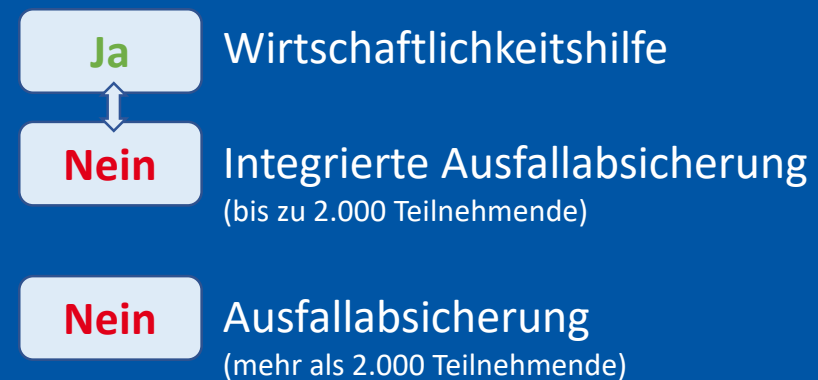 Ja
Wirtschaftlichkeitshilfe
Nein
Integrierte Ausfallabsicherung
(bis zu 2.000 Teilnehmende)
Nein
Ausfallabsicherung
(mehr als 2.000 Teilnehmende)